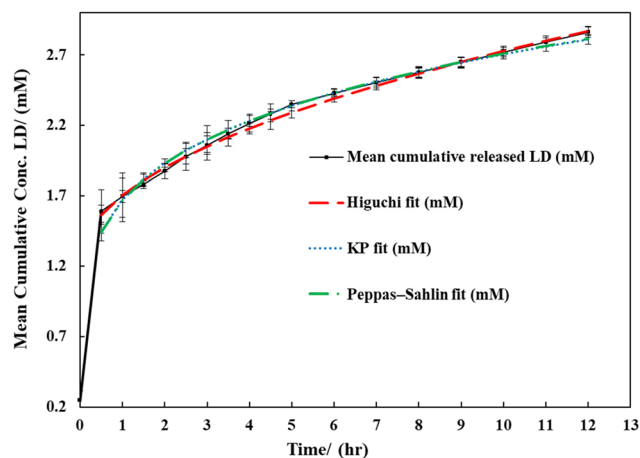 Mean Cumulative Conc. LD/ (mM)
2.7
2.2
1.7
1.2
0.7
0.2
Mean cumulative released LD (mM)
Higuchi fit (mM)
KP fit (mM)
Peppas–Sahlin fit (mM)
0 1 2 3 4 5 6 7 8 9 10 11 12 13
Time/ (hr)